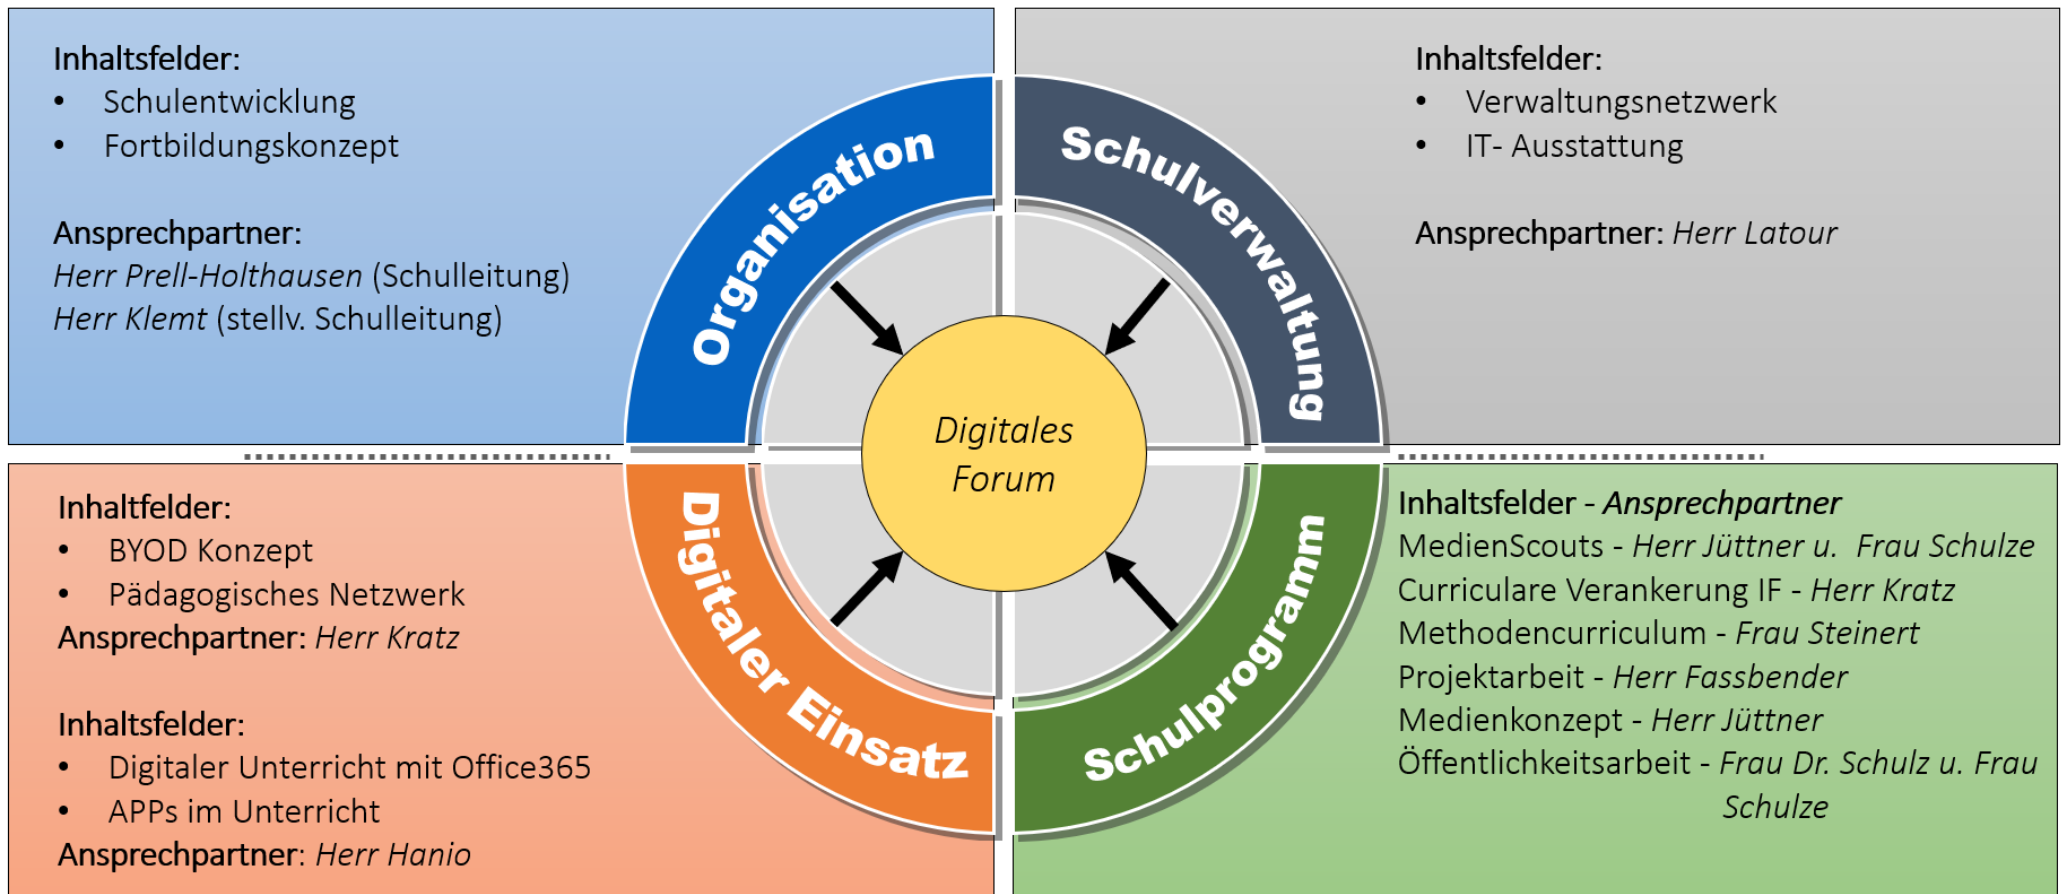 Inhaltsfelder:
• Schulentwicklung
• Fortbildungskonzept
Ansprechpartner:
Herr Prell-Holthausen (Schulleitung)
Herr Klemt (stellv. Schulleitung)
Organisation
Schulverwaltung
Inhaltsfelder:
• Verwaltungsnetzwerk
• IT- Ausstattung
Ansprechpartner: Herr Latour
Digitales
Forum
Inhaltfelder:
• BYOD Konzept
• Pädagogisches Netzwerk
Ansprechpartner: Herr Kratz
Inhaltsfelder:
• Digitaler Unterricht mit Office365
• APPs im Unterricht
Ansprechpartner: Herr Hanio
Digitaler Einsatz
Schulprogramm
Inhaltsfelder - Ansprechpartner
MedienScouts - Herr Jüttner u. Frau Schulze
Curriculare Verankerung IF - Herr Kratz
Methodencurriculum - Frau Steinert
Projektarbeit - Herr Fassbender
Medienkonzept - Herr Jüttner
Öffentlichkeitsarbeit - Frau Dr. Schulz u. Frau
Schulze